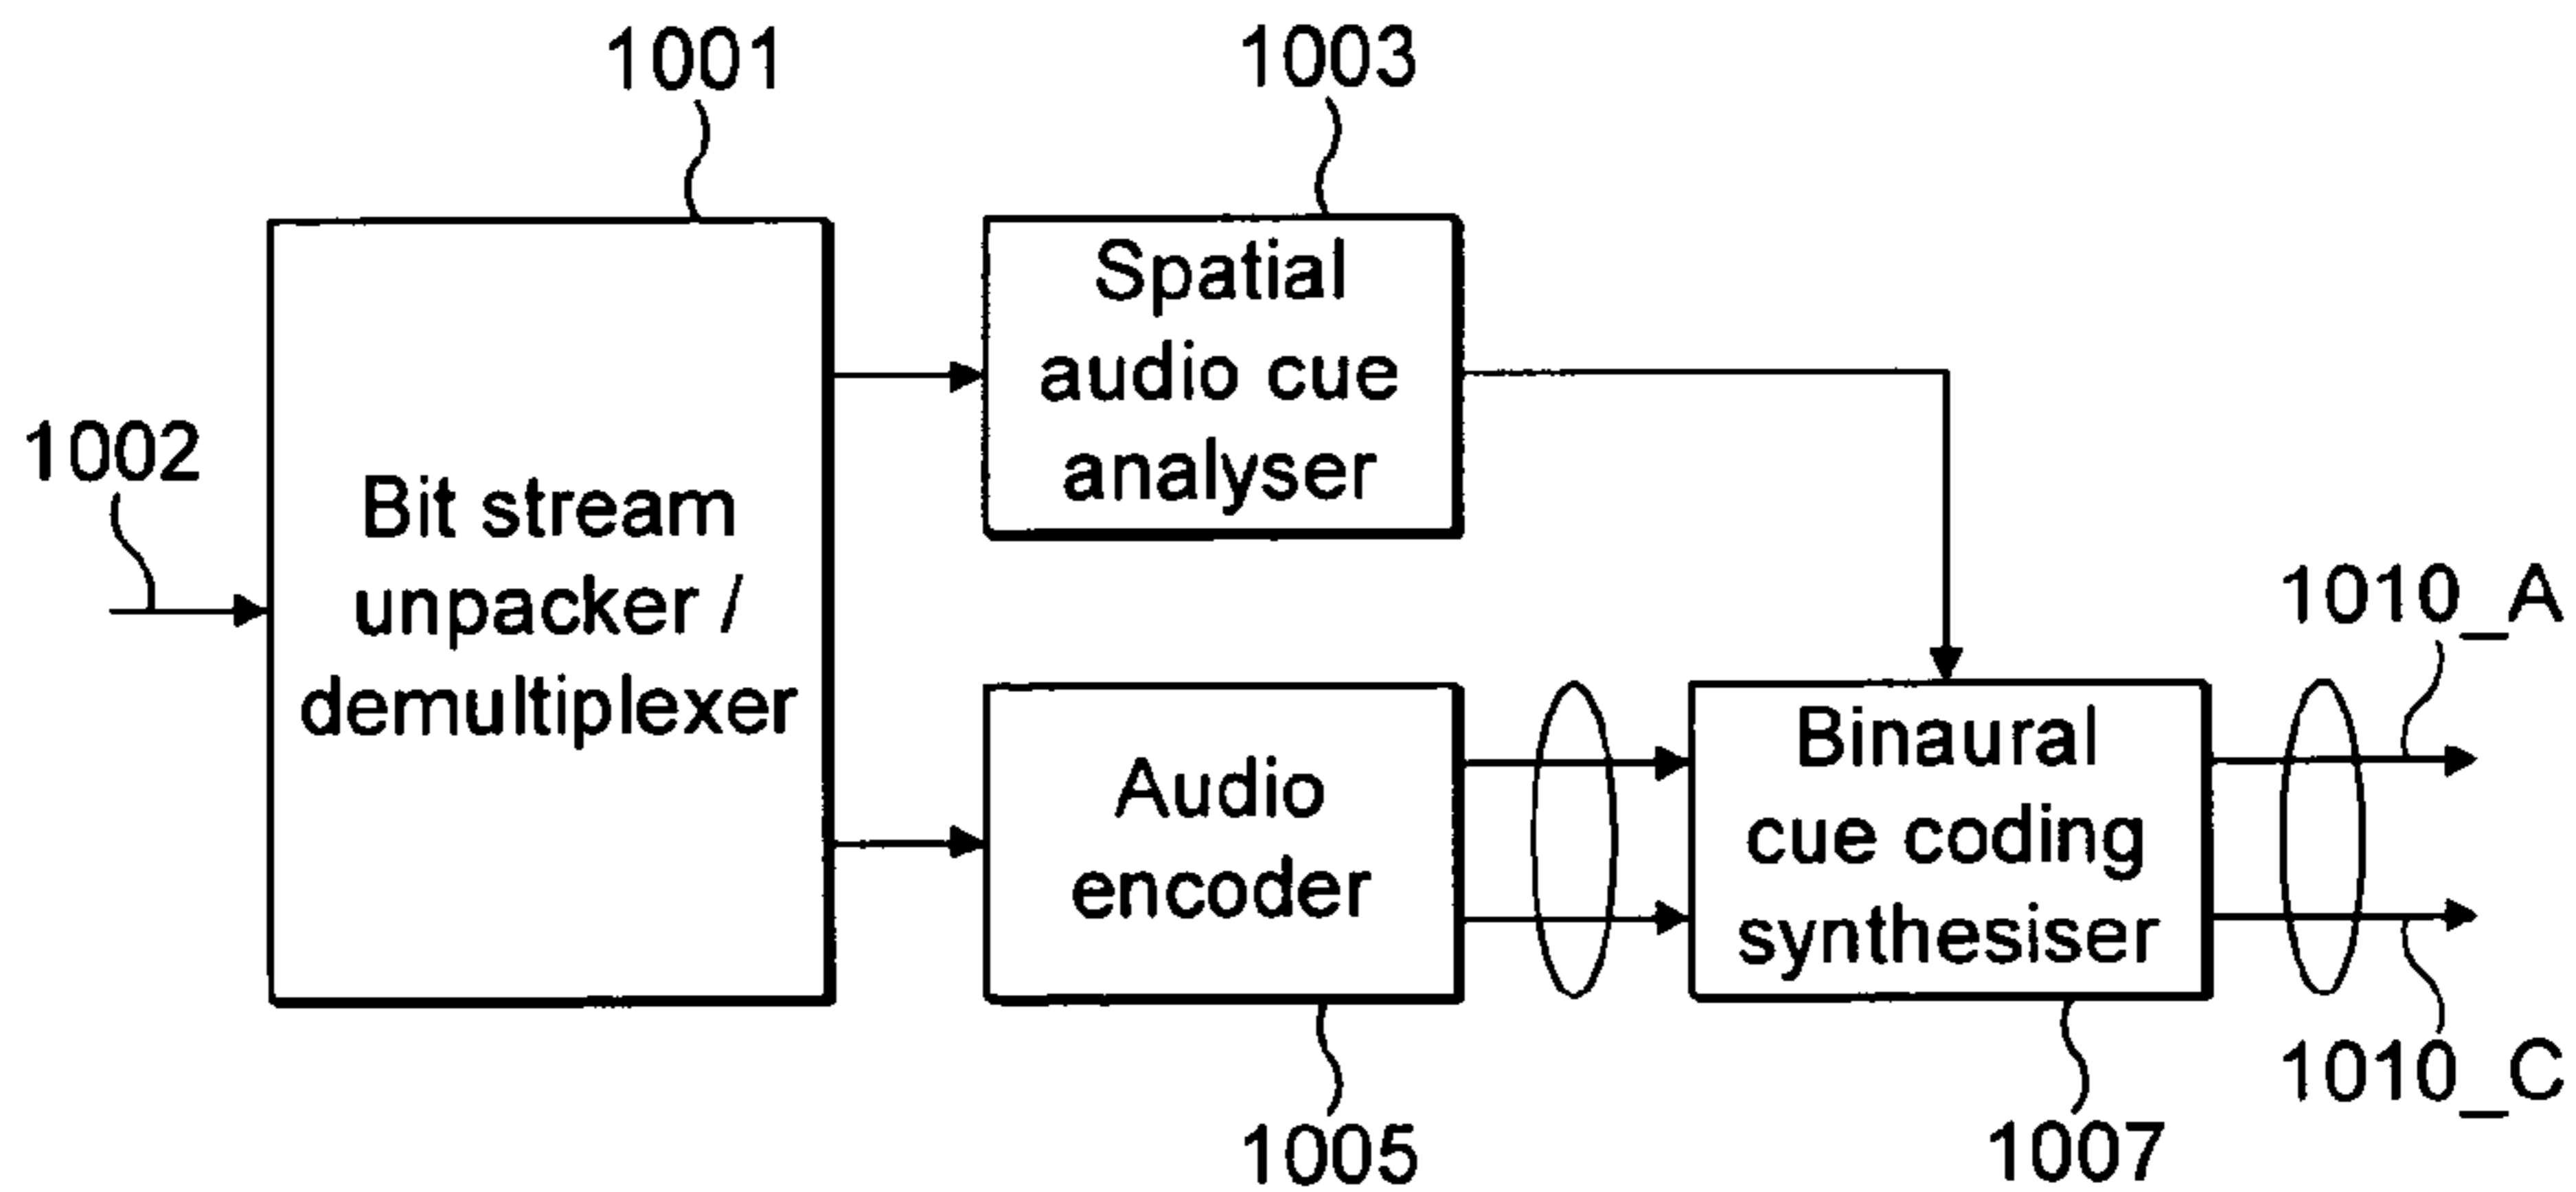 1001
1003
1002
Bit stream
unpacker /
demultiplexer
Spatial
audio cue
analyser
Audio
encoder
1005
Binaural
cue coding
synthesiser
1007
1010_A
1010_C